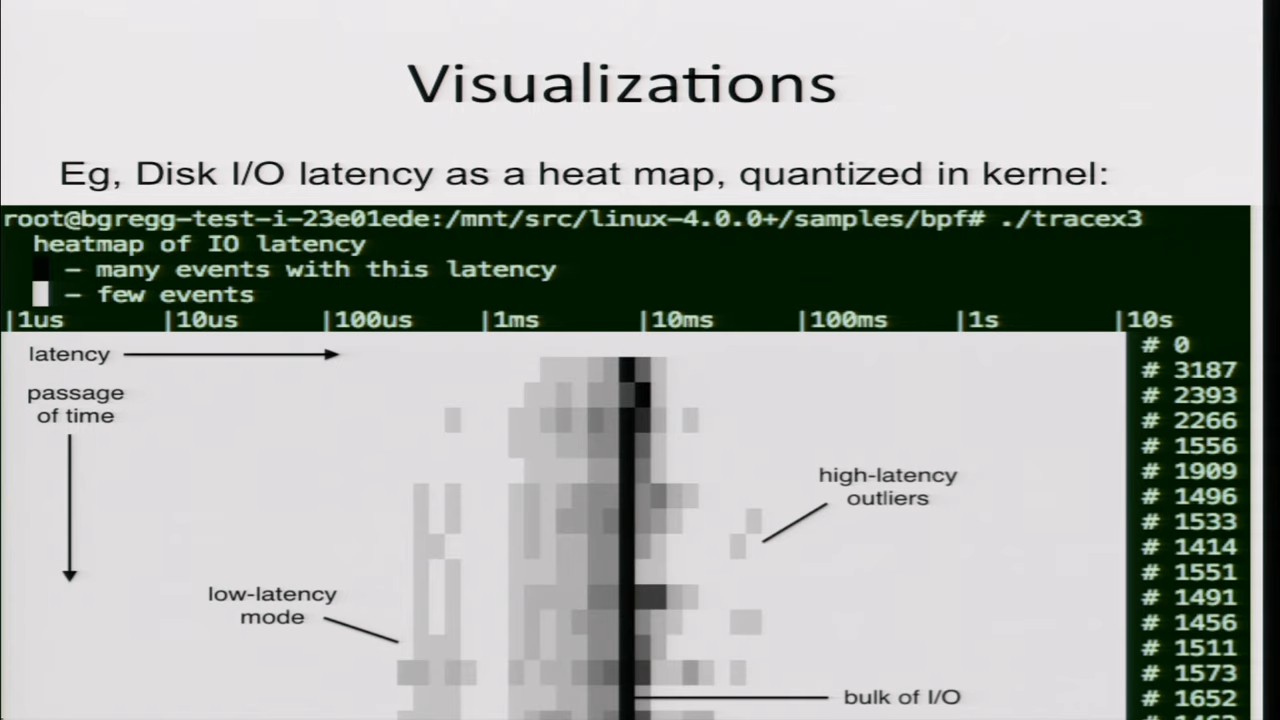 Visualizations
Eg, Disk I/O latency as a heat map, quantized in kernel:
root@bgregg-test-i-23e01ede:/mnt/src/linux-4.0.0+/samples/bpf# ./tracex3
heatmap of IO latency
- many events with this latency
- few events
|1us |10us |100us |1ms |10ms |100ms |1s |10s
latency
# 0
# 3187
passage
of time
# 2393
# 2266
# 1556
# 1909
high-latency
outliers
# 1496
# 1533
# 1414
# 1551
low-latency
mode
# 1491
# 1456
# 1511
# 1573
bulk of I/O
# 1652